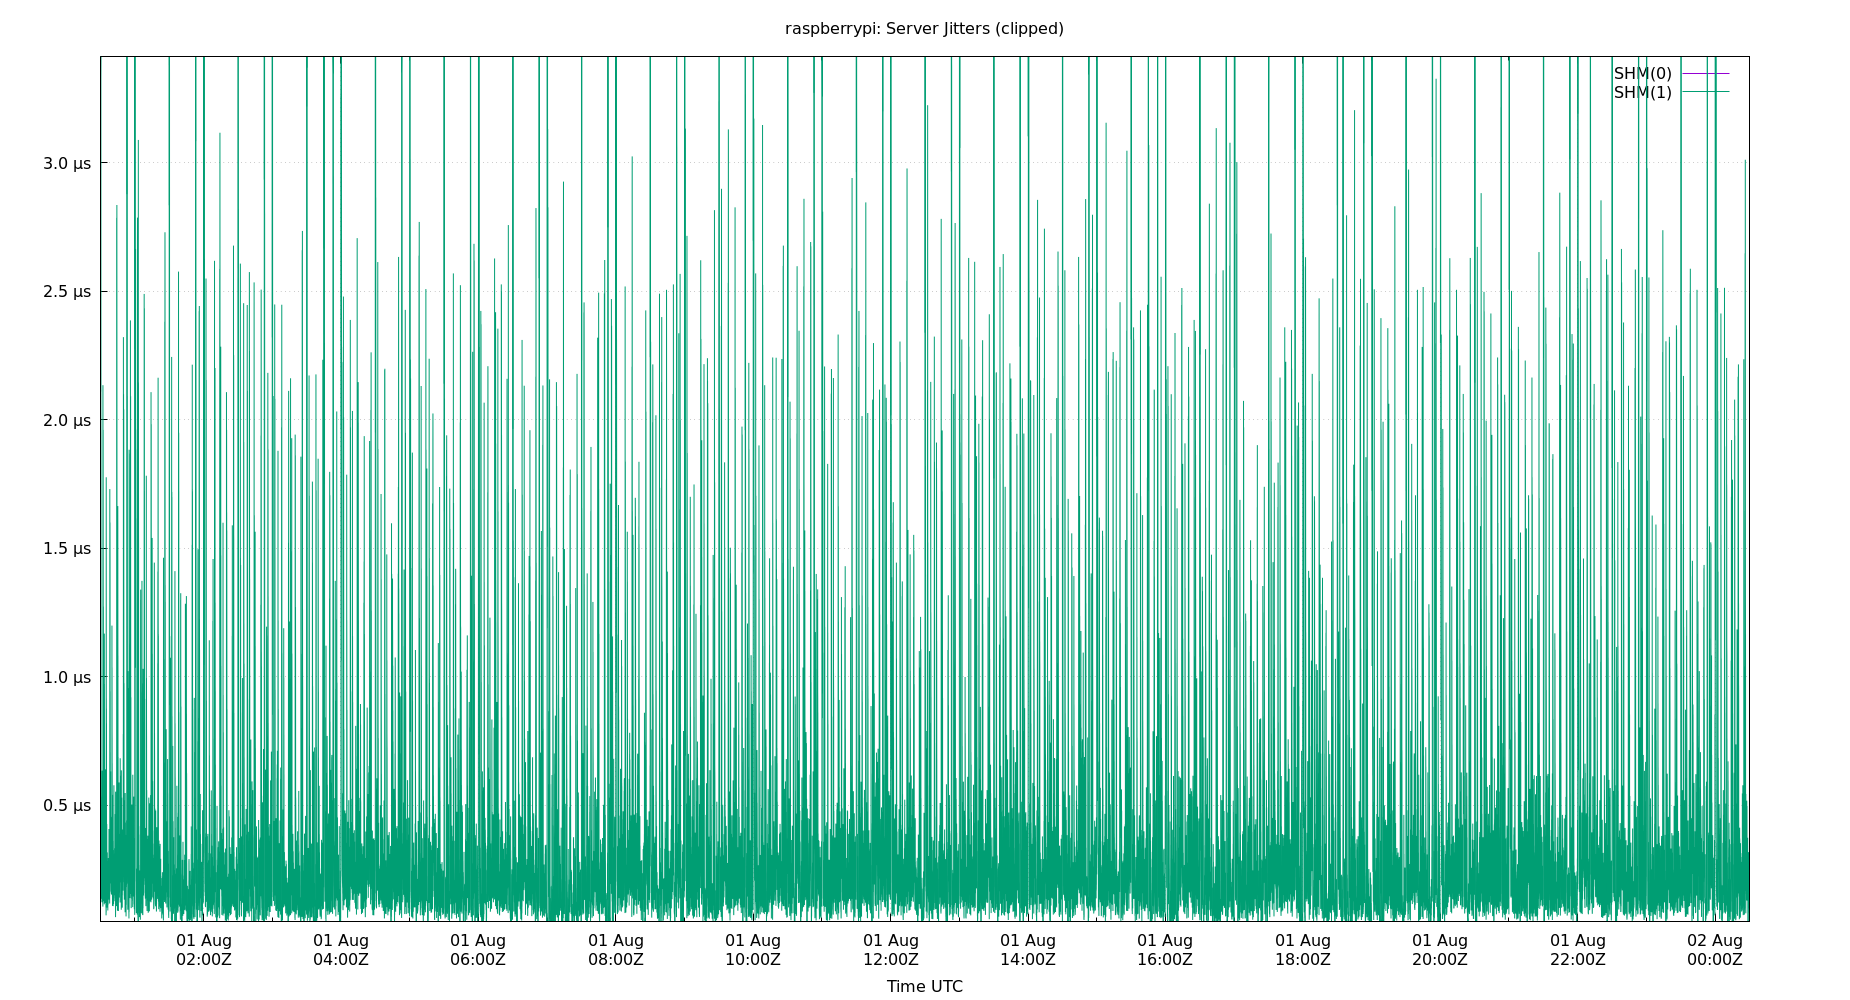 raspberrypi: Server Jitters (clipped)
SHM(0)
SHM(1)
3.0 µs
2.5 µs
2.0 µs
1.5 µs
1.0 µs
0.5 µs
01 Aug 01 Aug 01 Aug 01 Aug 01 Aug 01 Aug 01 Aug 01 Aug 01 Aug 01 Aug 01 Aug 02 Aug
02:00Z 04:00Z 06:00Z 08:00Z 10:00Z 12:00Z 14:00Z 16:00Z 18:00Z 20:00Z 22:00Z 00:00Z
Time UTC